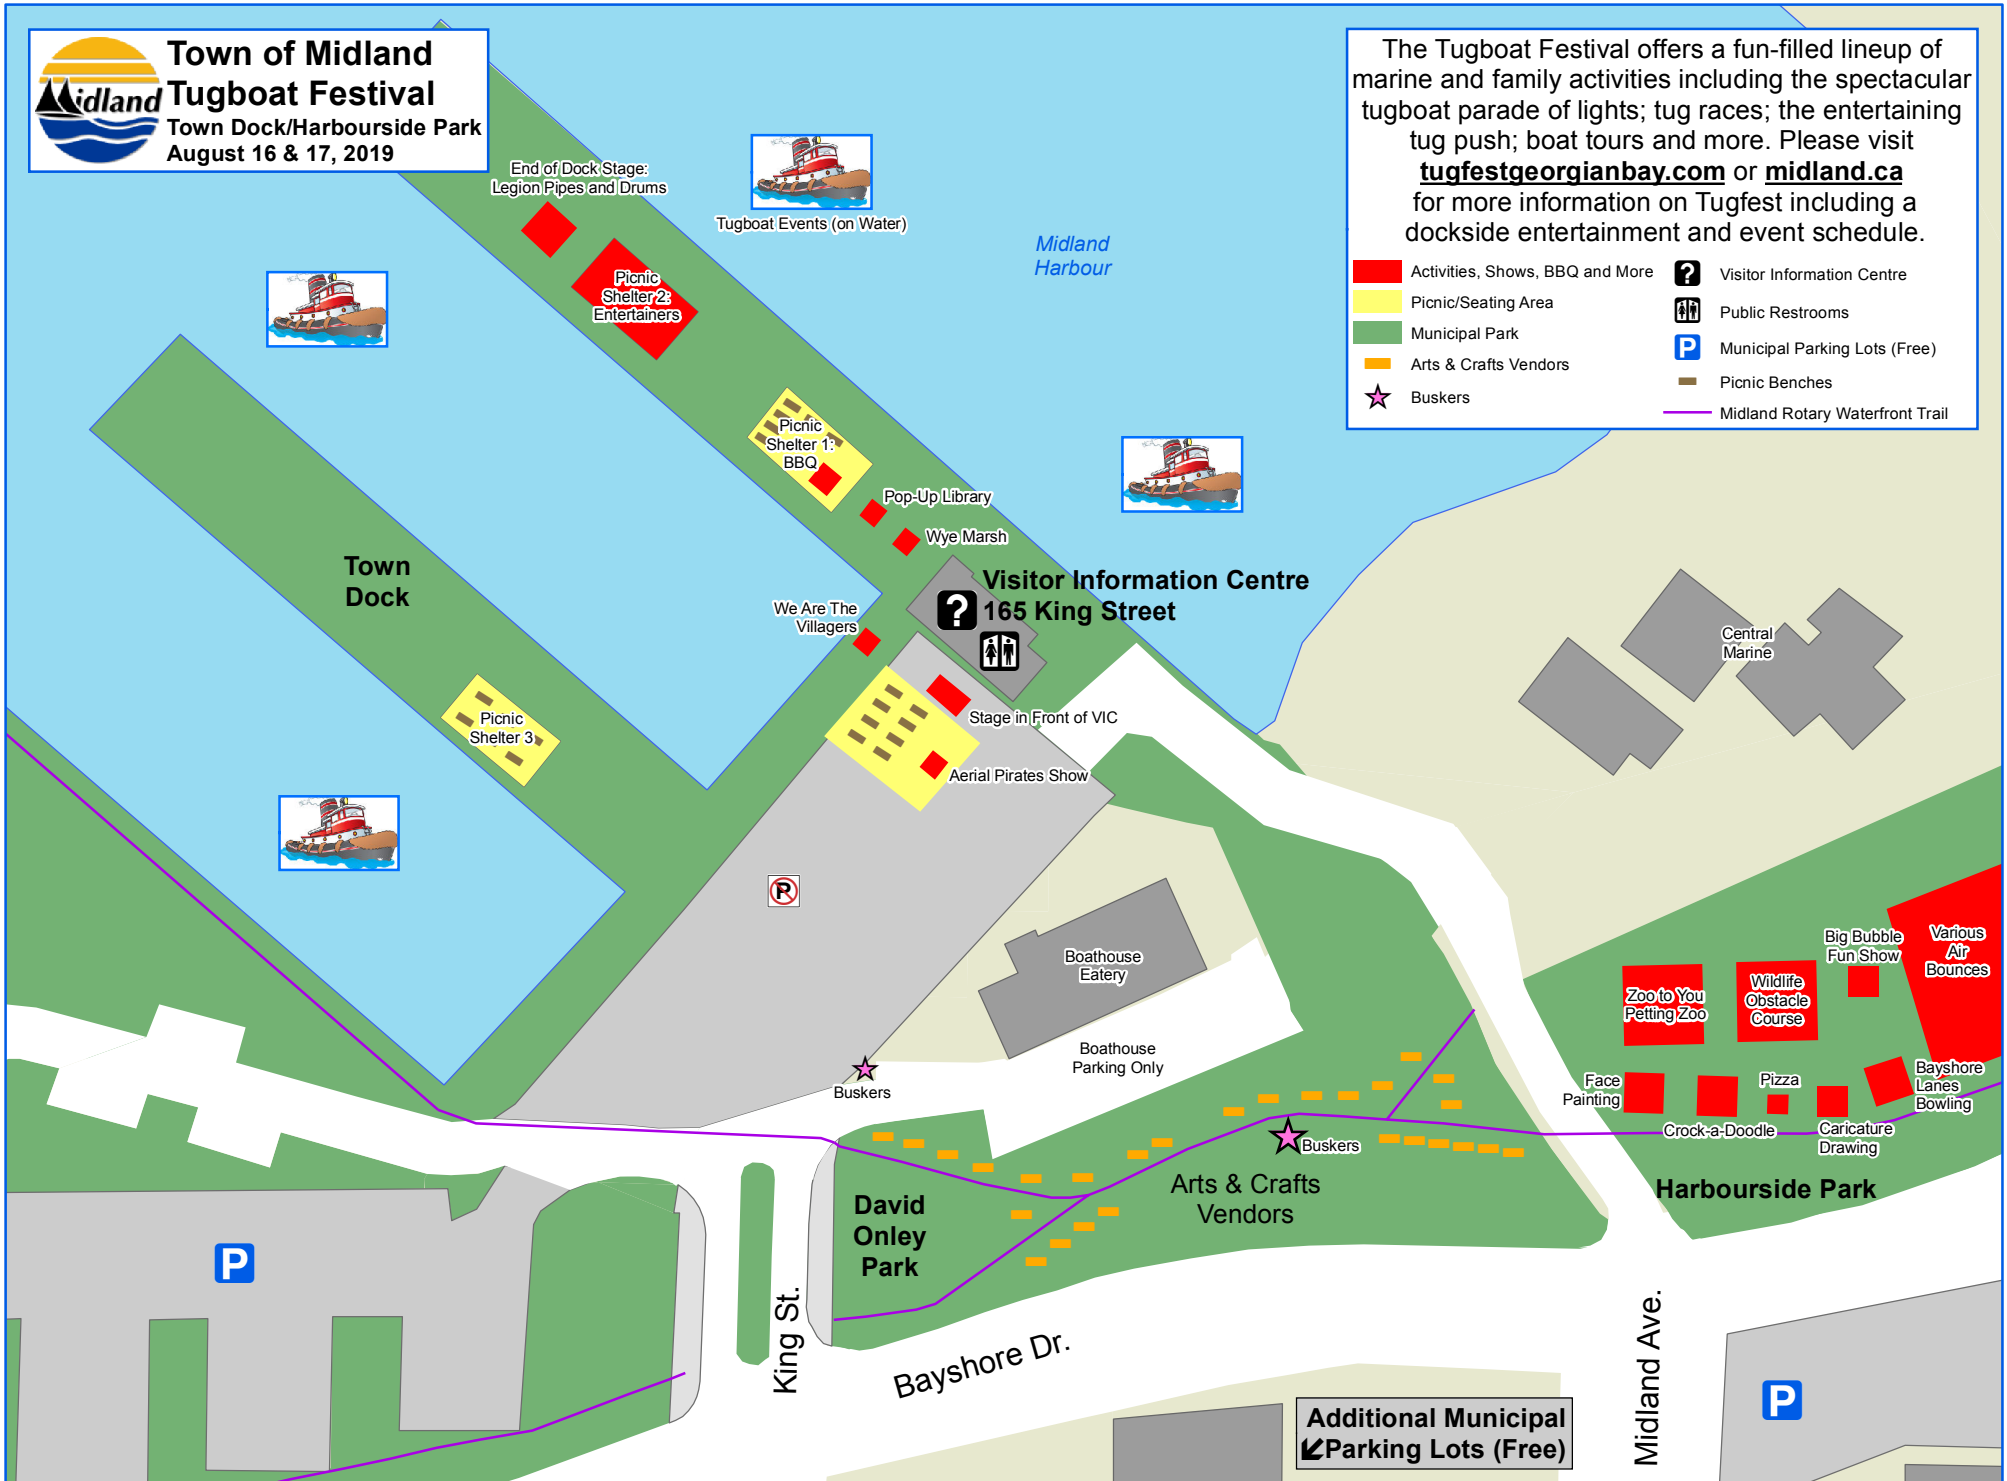 idland
Town of Midland
Tugboat Festival
Town Dock/Harbourside Park
August 16 & 17, 2019
The Tugboat Festival offers a fun-filled lineup of
marine and family activities including the spectacular
tugboat parade of lights; tug races; the entertaining
tug push; boat tours and more. Please visit
tugfestgeorgianbay.com or midland.ca
for more information on Tugfest including a
dockside entertainment and event schedule.
Activities, Shows, BBQ and More
Picnic/Seating Area
Municipal Park
Arts & Crafts Vendors
Buskers
?
Visitor Information Centre
Public Restrooms
P
Municipal Parking Lots (Free)
Picnic Benches
Midland Rotary Waterfront Trail
End of Dock Stage:
Legion Pipes and Drums
Tugboat Events (on Water)
Midland
Harbour
Picnic
Shelter 2:
Entertainers
Picnic
Shelter 1:
BBQ
Pop-Up Library
Wye Marsh
Town
Dock
?
Visitor Information Centre
165 King Street
We Are The
Villagers
Central
Marine
Picnic
Shelter 3
Stage in Front of VIC
Aerial Pirates Show
P
Boathouse
Eatery
Boathouse
Parking Only
Buskers
Big Bubble
Fun Show
Various
Air
Bounces
Zoo to You
Petting Zoo
Wildlife
Obstacle
Course
Face
Painting
Pizza
Bayshore
Lanes
Bowling
Crock-a-Doodle
Caricature
Drawing
Buskers
Arts & Crafts
Vendors
Harbourside Park
David
Onley
Park
P
King St.
Bayshore Dr.
Midland Ave.
P
Additional Municipal
Parking Lots (Free)